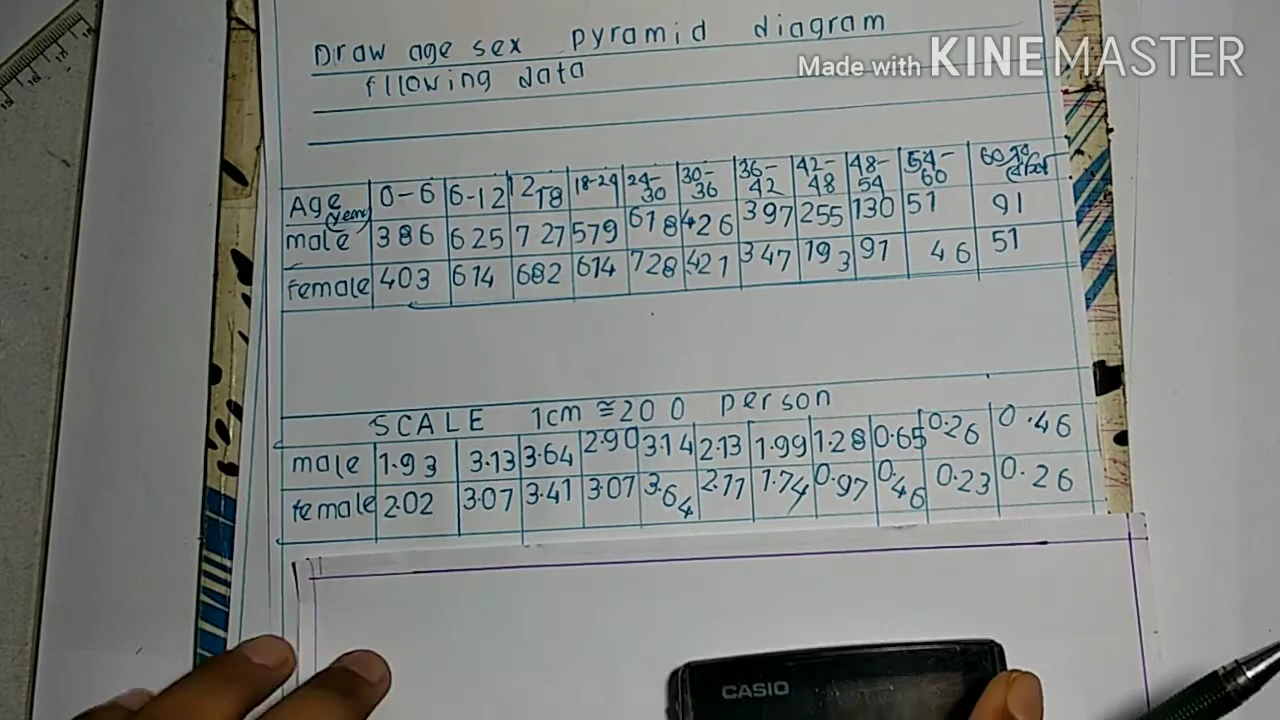 Draw age sex pyramid diagram
fllowing data
Made with KINEMASTER
Age (year) 0-6 6-12 12-18 18-24 24-30 30-36 36-42 42-48 48-54 54-60 60
male 386 625 727 579 618 426 397 255 130 51 91
female 403 614 682 614 728 421 347 193 91 46 51
SCALE 1cm ≅ 200 person
male 1.93 3.13 3.64 2.90 3.14 2.13 1.99 1.28 0.65 0.26 0.46
female 2.02 3.07 3.41 3.07 3.64 2.11 1.74 0.97 0.46 0.23 0.26
CASIO